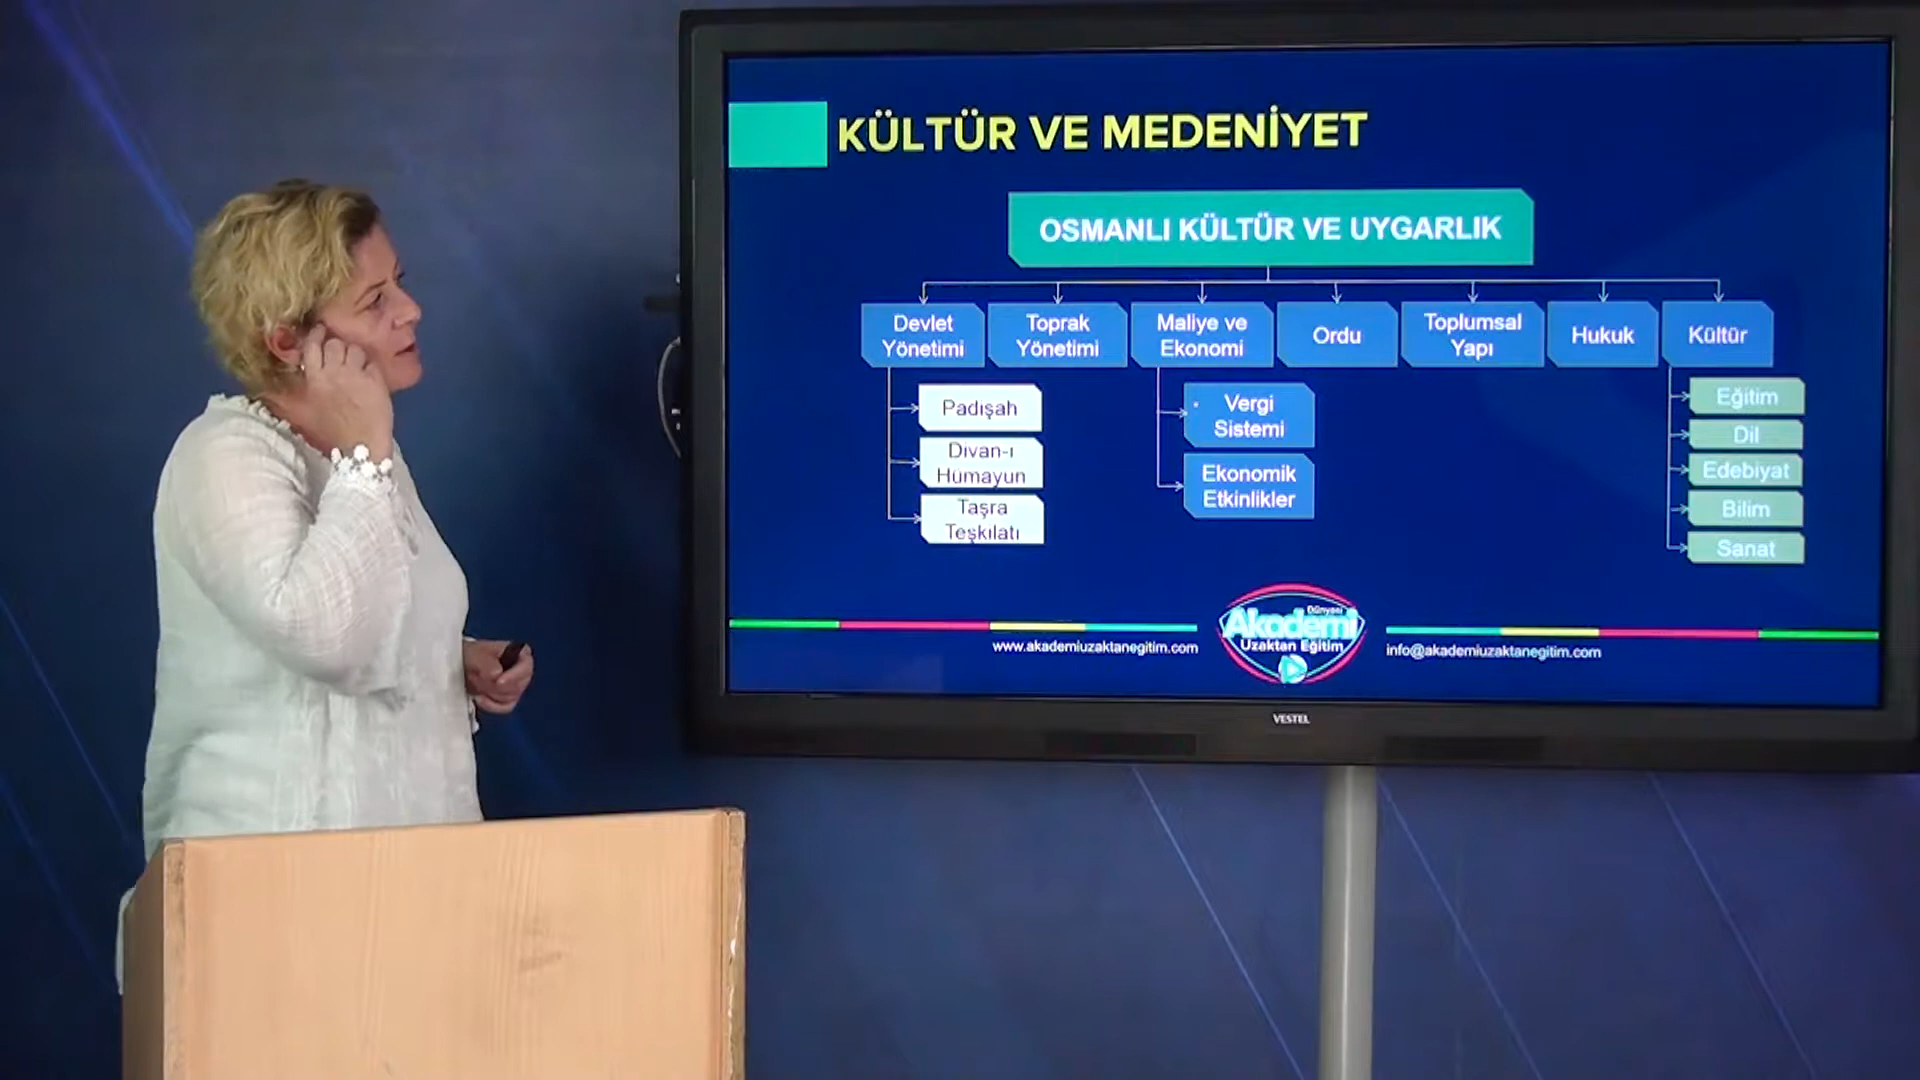 KÜLTÜR VE MEDENİYET
OSMANLI KÜLTÜR VE UYGARLIK
Devlet
Yönetimi
Toprak
Yönetimi
Maliye ve
Ekonomi
Ordu
Toplumsal
Yapı
Hukuk
Kültür
Padişah
Divan-ı
Hümayun
Taşra
Teşkilatı
Vergi
Sistemi
Ekonomik
Etkinlikler
Eğitim
Dil
Edebiyat
Bilim
Sanat
www.akademiuzaktanegitim.com
Dünyası
Akademi
Uzaktan Eğitim
info@akademiuzaktanegitim.com
VESTEL